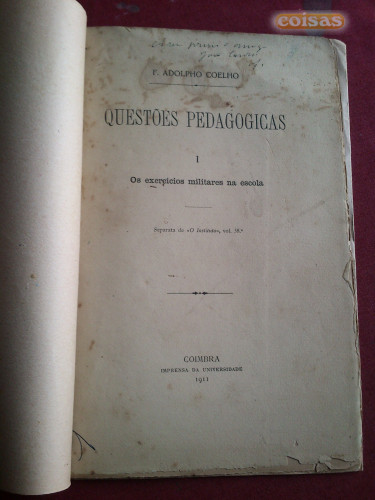 coisas
F. ADOLPHO COELHO
QUESTÕES PEDAGOGICAS
I
Os exercicios militares na escola
Separata de «O Instituto», vol. 58.º
COIMBRA
IMPRENSA DA UNIVERSIDADE
1911